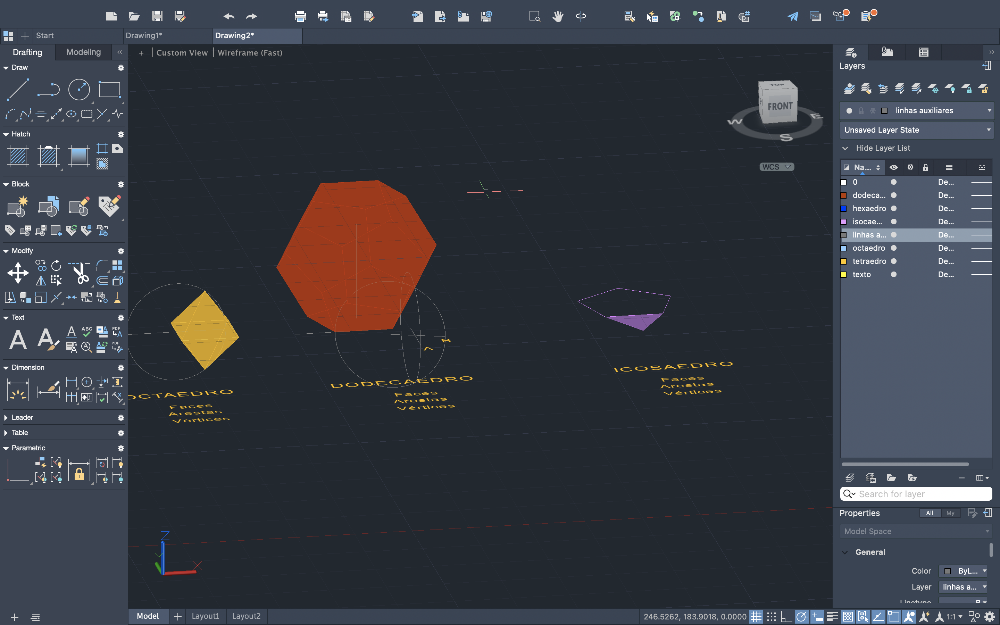 Start
Drawing1*
Drawing2*
Drafting
Modeling
+ | Custom View | Wireframe (Fast)
Draw
Hatch
Block
Modify
Text
A
A
A
ABC
A
PDF
A
A
A
A
PDF
Dimension
Leader
Table
Parametric
TOP
FRONT
W
E
S
WCS
B
A
OCTAEDRO
Faces
Arestas
Vértices
DODECAEDRO
Faces
Arestas
Vértices
ICOSAEDRO
Faces
Arestas
Vértices
Z
Y
X
Layers
linhas auxiliares
Unsaved Layer State
Hide Layer List
Na...
0 De...
dodeca... De...
hexaedro De...
isocae... De...
linhas a... De...
octaedro De...
tetraedro De...
texto De...
Search for layer
Properties
All
My
Model Space
General
Color ByL...
Layer linhas a...
Model
Layout1
Layout2
246.5262, 183.9018, 0.0000
1:1